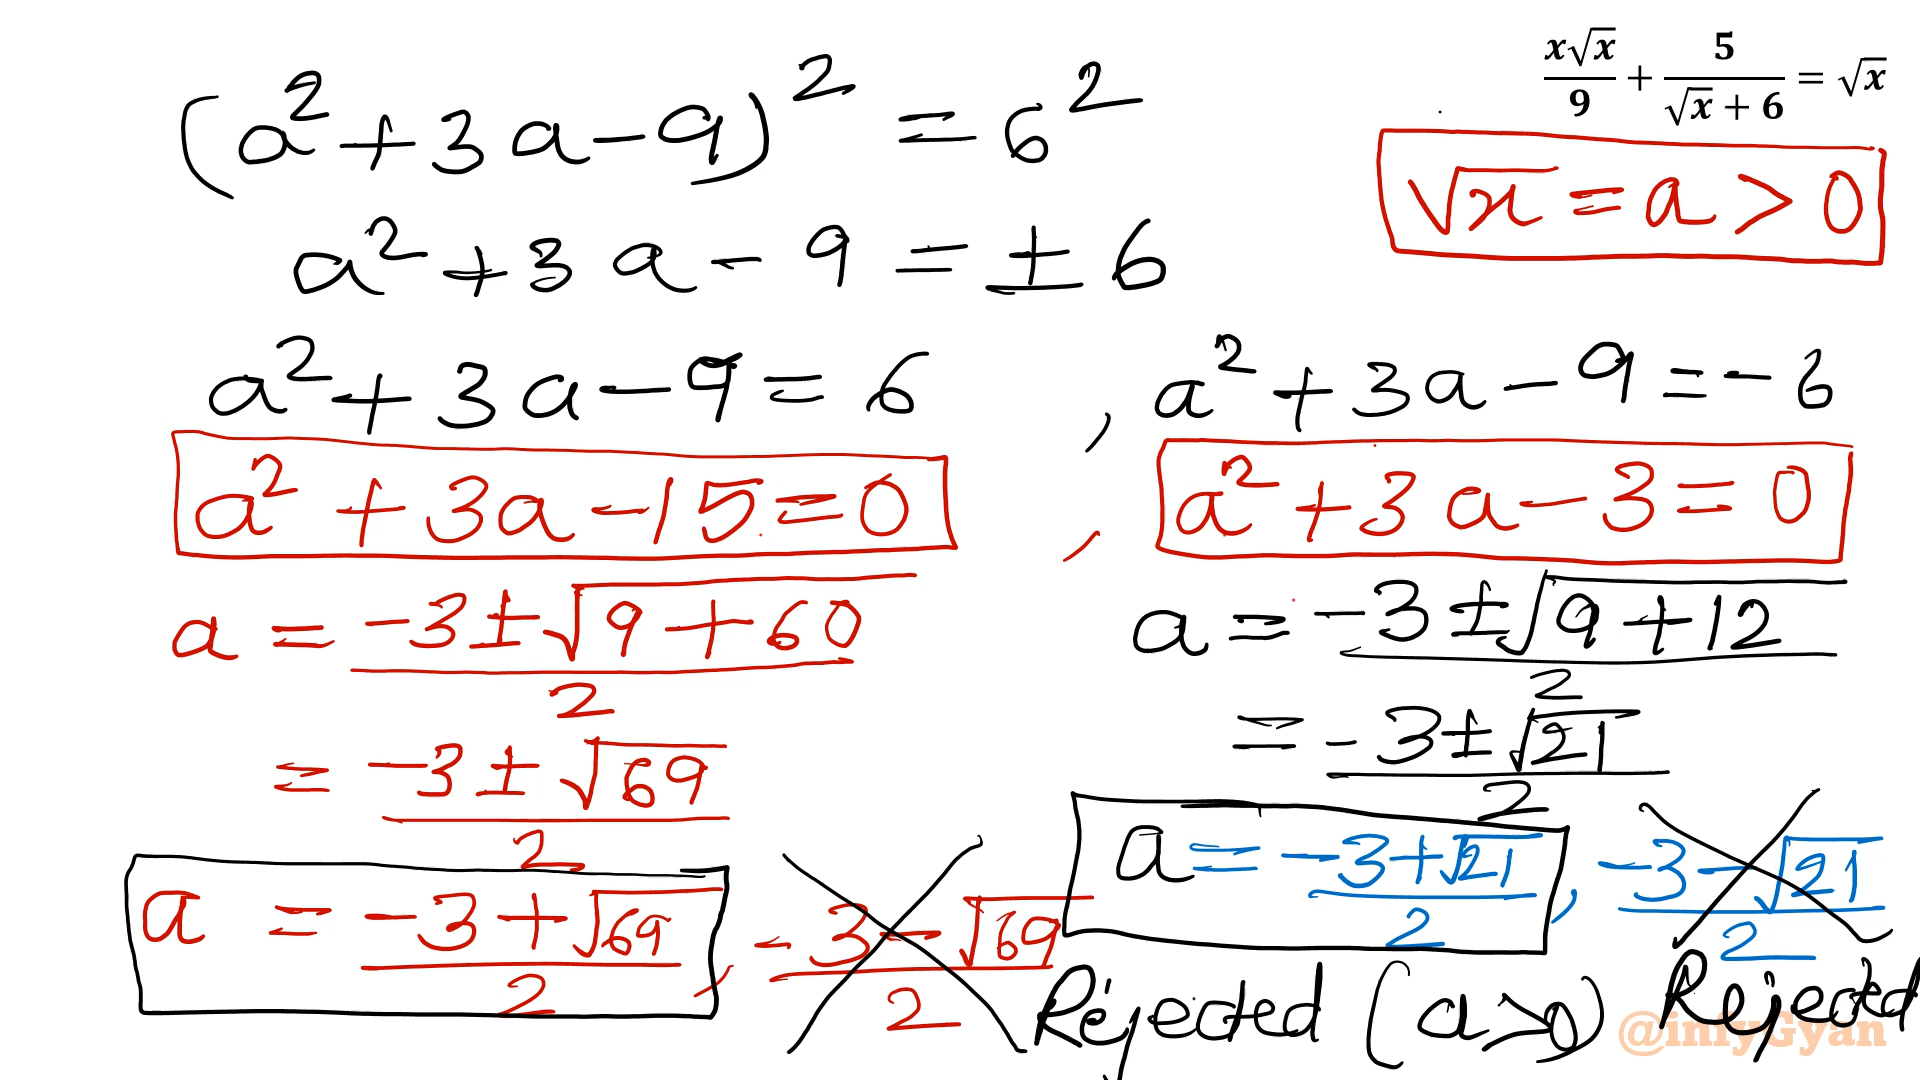 x√x/9 + 5/(√x + 6) = √x
√x = a > 0
(a² + 3a - 9)² = 6²
a² + 3a - 9 = ± 6
a² + 3a - 9 = 6 , a² + 3a - 9 = - 6
a² + 3a - 15 = 0 , a² + 3a - 3 = 0
a = (-3 ± √(9 + 60))/2
= (-3 ± √69)/2
a = (-3 + √69)/2 , (-3 - √69)/2
a = (-3 ± √(9 + 12))/2
= (-3 ± √21)/2
a = (-3 + √21)/2 , (-3 - √21)/2
Rejected (a > 0) Rejected
@infyGyan